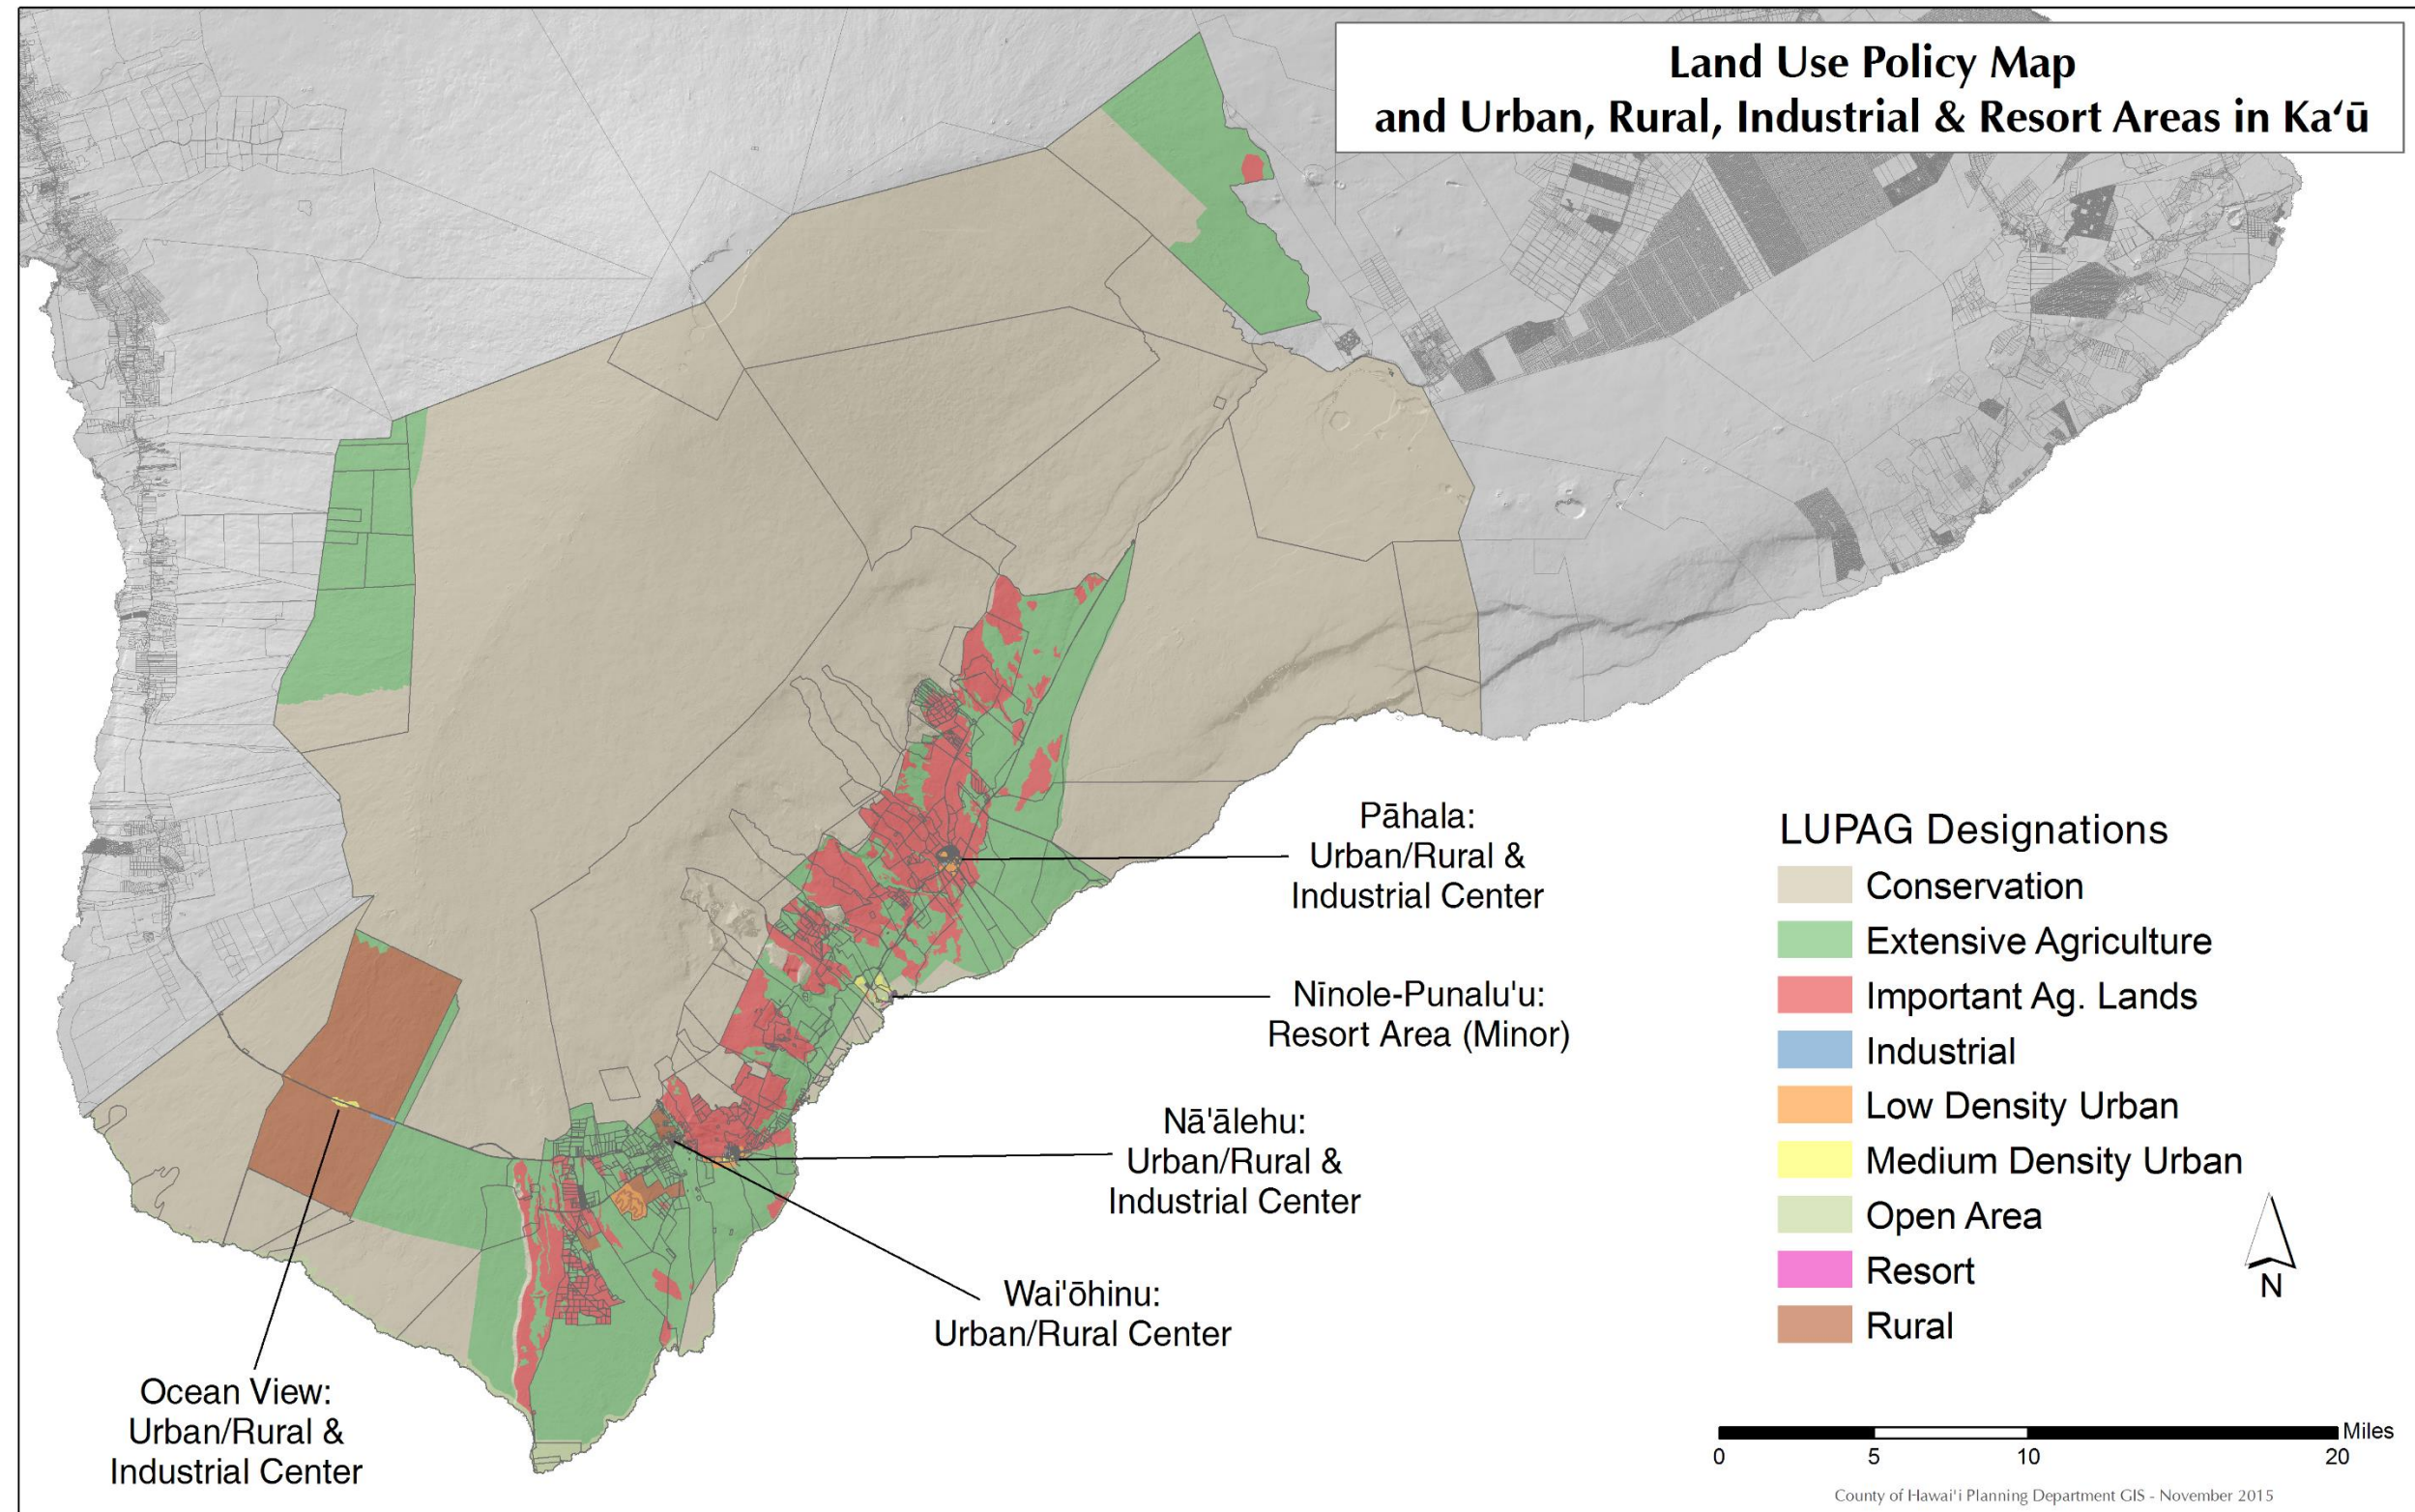 Land Use Policy Map
and Urban, Rural, Industrial & Resort Areas in Kaʻū
Pāhala:
Urban/Rural &
Industrial Center
Nīnole-Punalu'u:
Resort Area (Minor)
Nā'ālehu:
Urban/Rural &
Industrial Center
Wai'ōhinu:
Urban/Rural Center
Ocean View:
Urban/Rural &
Industrial Center
LUPAG Designations
Conservation
Extensive Agriculture
Important Ag. Lands
Industrial
Low Density Urban
Medium Density Urban
Open Area
Resort
Rural
N
Miles
0 5 10 20
County of Hawai'i Planning Department GIS - November 2015